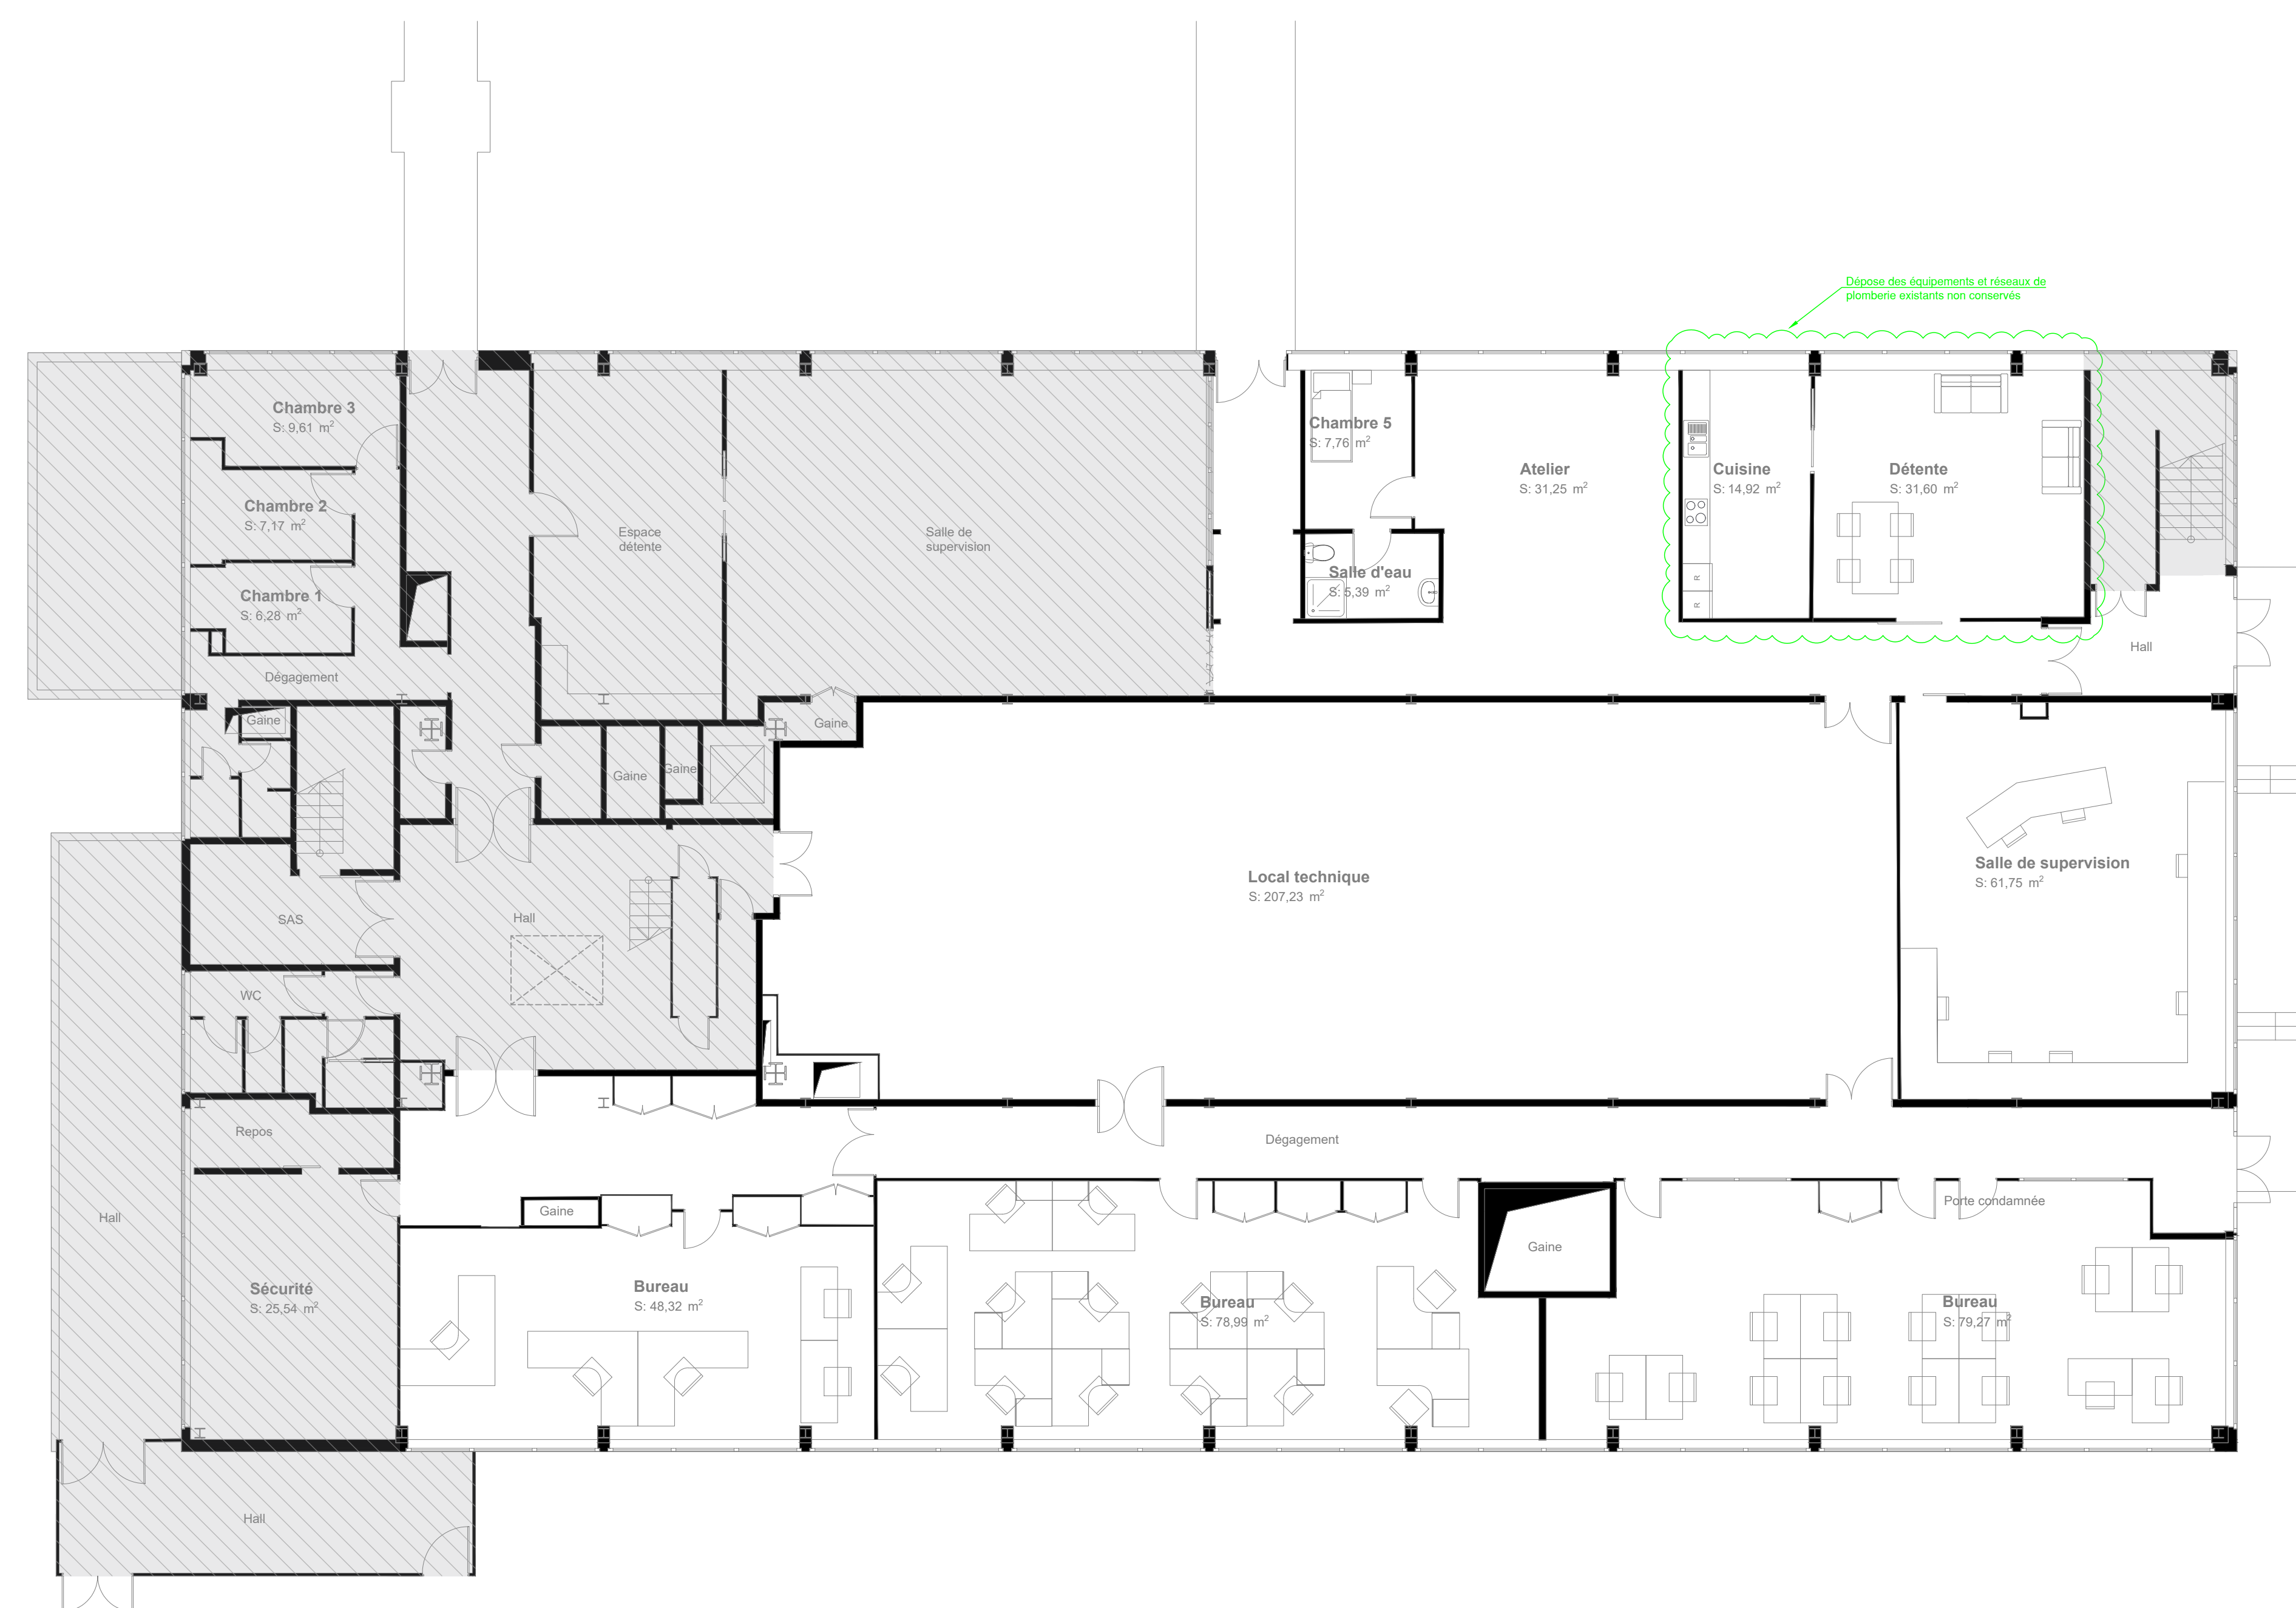 Dépose des équipements et réseaux de
plomberie existants non conservés
Chambre 3
S: 9,61 m²
Chambre 5
S: 7,76 m²
Atelier
S: 31,25 m²
Cuisine
S: 14,92 m²
Détente
S: 31,60 m²
Chambre 2
S: 7,17 m²
Espace
détente
Salle de
supervision
Salle d'eau
S: 5,39 m²
R
R
Chambre 1
S: 6,28 m²
Hall
Dégagement
Gaine
Gaine
Gaine
Gaine
Local technique
S: 207,23 m²
Salle de supervision
S: 61,75 m²
SAS
Hall
WC
Repos
Dégagement
Porte condamnée
Gaine
Hall
Gaine
Sécurité
S: 25,54 m²
Bureau
S: 48,32 m²
Bureau
S: 78,99 m²
Bureau
S: 79,27 m²
Hall